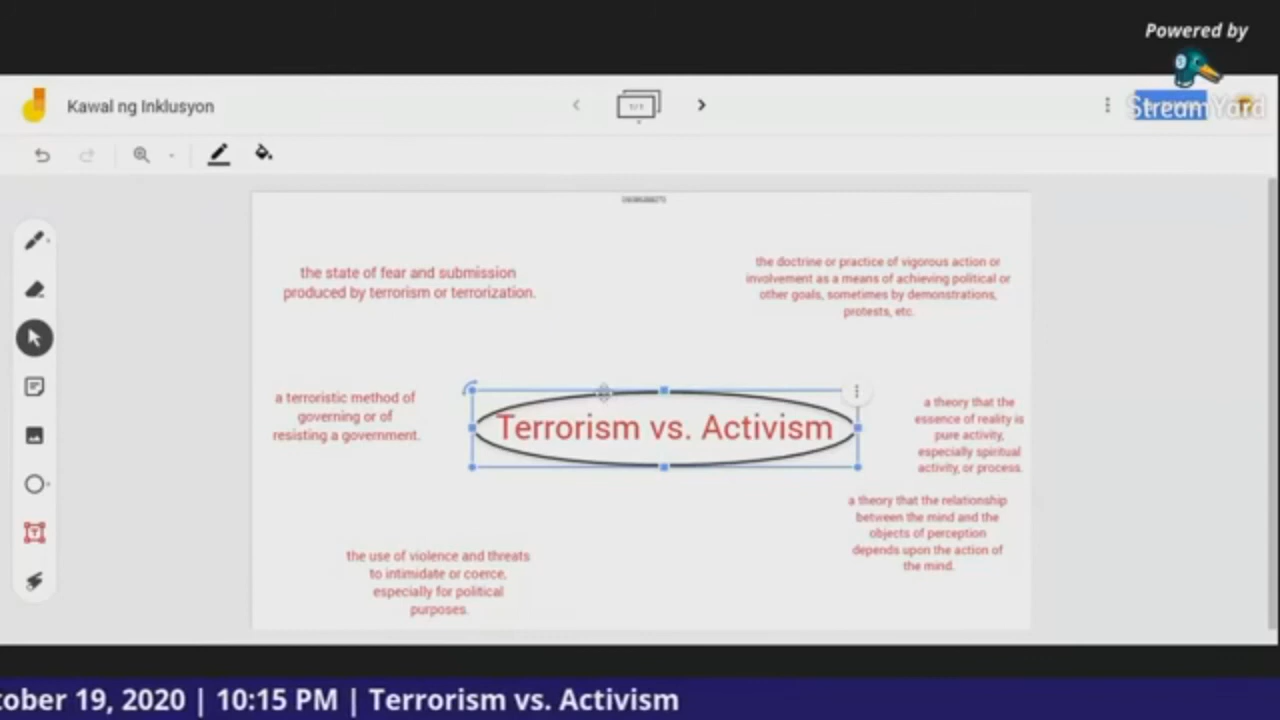 Powered by
StreamYard
Kawal ng Inklusyon
1/1
the state of fear and submission
produced by terrorism or terrorization.
the doctrine or practice of vigorous action or
involvement as a means of achieving political or
other goals, sometimes by demonstrations,
protests, etc.
a terroristic method of
governing or of
resisting a government.
Terrorism vs. Activism
a theory that the
essence of reality is
pure activity,
especially spiritual
activity, or process.
a theory that the relationship
between the mind and the
objects of perception
depends upon the action of
the mind.
the use of violence and threats
to intimidate or coerce,
especially for political
purposes.
tober 19, 2020 | 10:15 PM | Terrorism vs. Activism